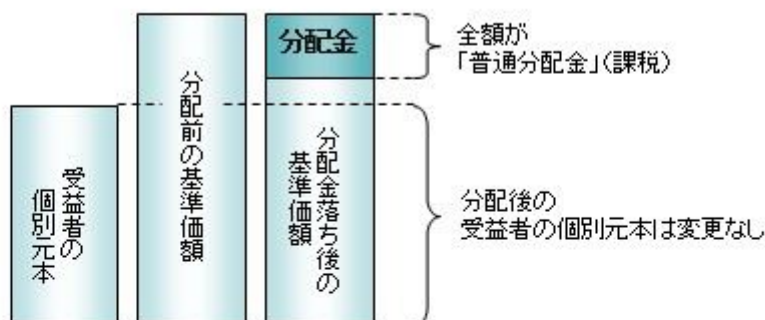 受益者の
個別元本
分配前の基準価額
分配金
分配金落ち後の
基準価額
全額が
「普通分配金」(課税)
分配後の
受益者の個別元本は変更なし